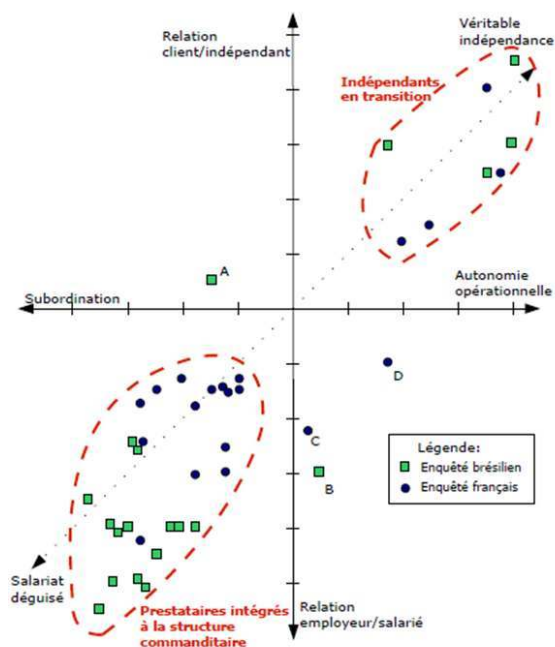 Relation
client/indépendant
Véritable
indépendance
Indépendants
en transition
A
Subordination
Autonomie
opérationnelle
D
C
B
Légende:
Enquêté brésilien
Enquêté français
Salariat
déguisé
Prestataires intégrés
à la structure
commanditaire
Relation
employeur/salarié